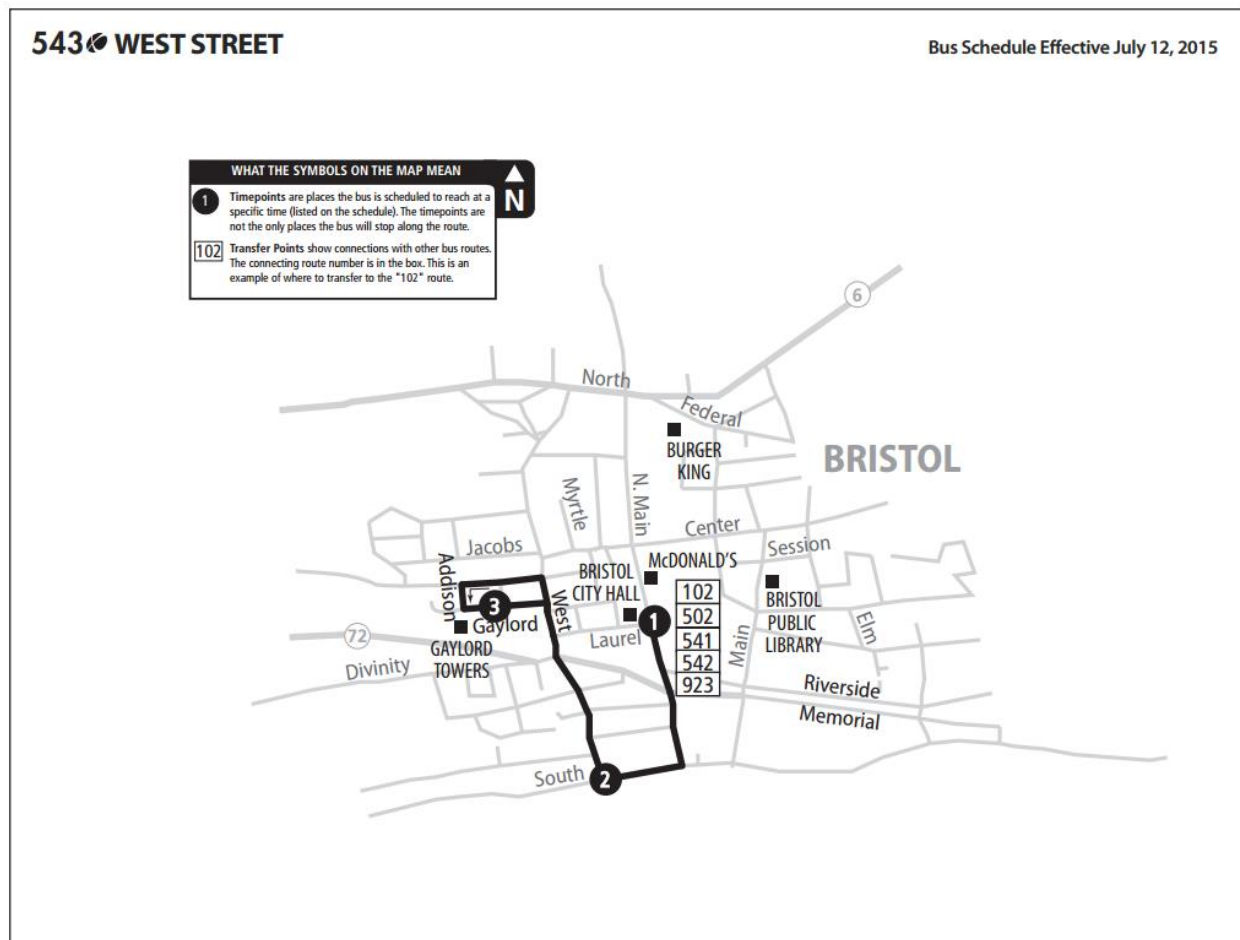 543 WEST STREET
Bus Schedule Effective July 12, 2015
WHAT THE SYMBOLS ON THE MAP MEAN
N
1
Timepoints are places the bus is scheduled to reach at a
specific time (listed on the schedule). The timepoints are
not the only places the bus will stop along the route.
102
Transfer Points show connections with other bus routes.
The connecting route number is in the box. This is an
example of where to transfer to the "102" route.
6
North
Federal
BURGER
KING
BRISTOL
Myrtle
N. Main
Center
Jacobs
Session
Addison
McDONALD'S
BRISTOL
CITY HALL
102
502
541
542
923
BRISTOL
PUBLIC
LIBRARY
3
West
1
Gaylord
Laurel
Main
Elm
72
GAYLORD
TOWERS
Divinity
Riverside
Memorial
South
2